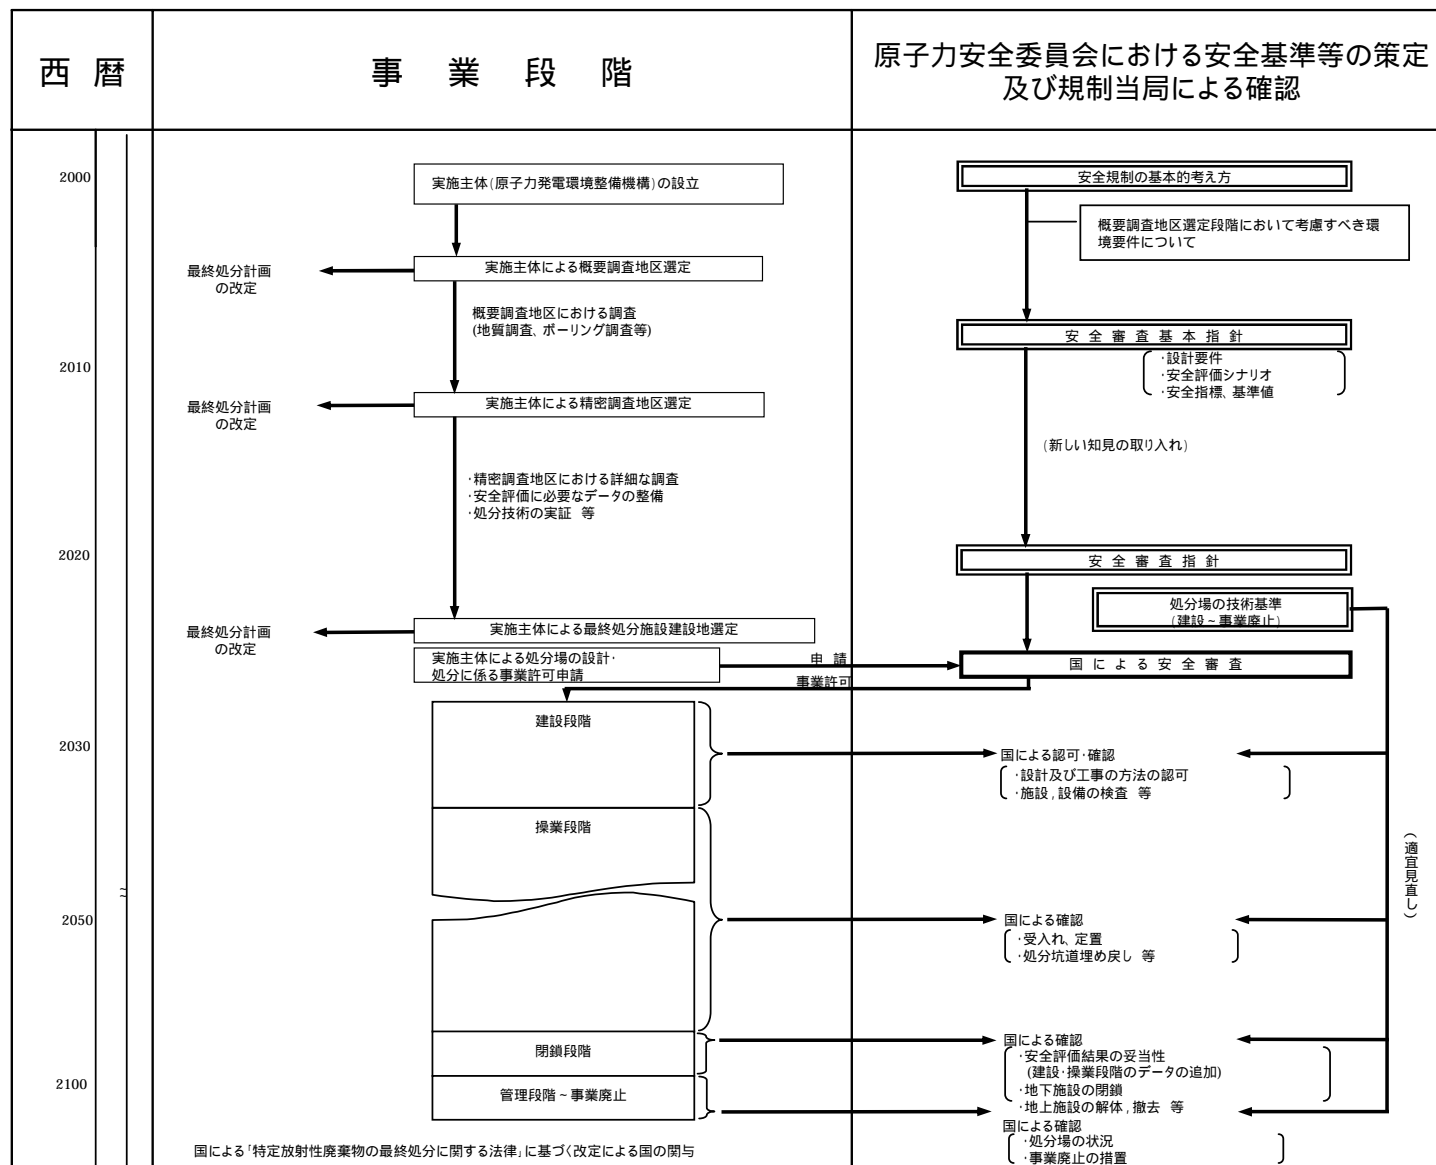 西暦
事業段階
原子力安全委員会における安全基準等の策定
及び規制当局による確認
2000
実施主体(原子力発電環境整備機構)の設立
安全規制の基本的考え方
概要調査地区選定段階において考慮すべき環
境要件について
最終処分計画
の改定
実施主体による概要調査地区選定
概要調査地区における調査
(地質調査、ボーリング調査等)
安全審査基本指針
・設計要件
・安全評価シナリオ
・安全指標、基準値
2010
最終処分計画
の改定
実施主体による精密調査地区選定
(新しい知見の取り入れ)
・精密調査地区における詳細な調査
・安全評価に必要なデータの整備
・処分技術の実証 等
2020
安全審査指針
処分場の技術基準
(建設~事業廃止)
最終処分計画
の改定
実施主体による最終処分施設建設地選定
実施主体による処分場の設計・
処分に係る事業許可申請
申請
国による安全審査
事業許可
建設段階
2030
国による認可・確認
・設計及び工事の方法の認可
・施設,設備の検査 等
操業段階
(適宜見直し)
2050
国による確認
・受入れ、定置
・処分坑道埋め戻し 等
国による確認
・安全評価結果の妥当性
(建設・操業段階のデータの追加)
・地下施設の閉鎖
・地上施設の解体,撤去 等
閉鎖段階
2100
管理段階~事業廃止
国による確認
・処分場の状況
・事業廃止の措置
国による「特定放射性廃棄物の最終処分に関する法律」に基づく改定による国の関与